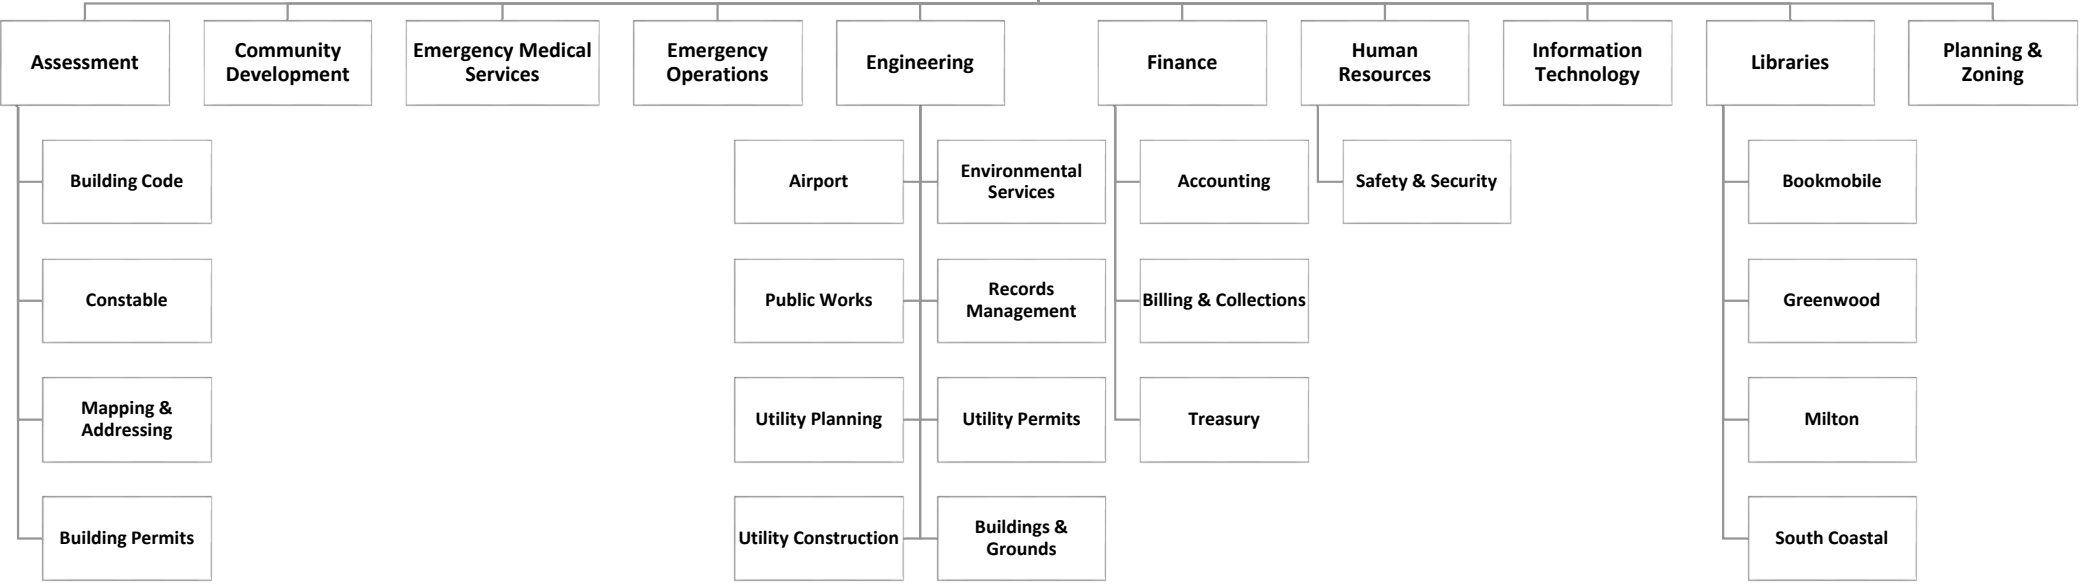 Assessment
Community
Development
Emergency Medical
Services
Emergency
Operations
Engineering
Finance
Human
Resources
Information
Technology
Libraries
Planning &
Zoning
Building Code
Constable
Mapping &
Addressing
Building Permits
Airport
Environmental
Services
Public Works
Records
Management
Utility Planning
Utility Permits
Utility Construction
Buildings &
Grounds
Accounting
Billing & Collections
Treasury
Safety & Security
Bookmobile
Greenwood
Milton
South Coastal